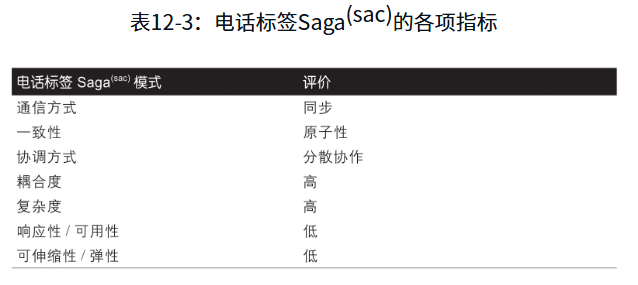 表12-3：电话标签Saga(sac)的各项指标
电话标签 Saga(sac) 模式 评价
通信方式 同步
一致性 原子性
协调方式 分散协作
耦合度 高
复杂度 高
响应性 / 可用性 低
可伸缩性 / 弹性 低